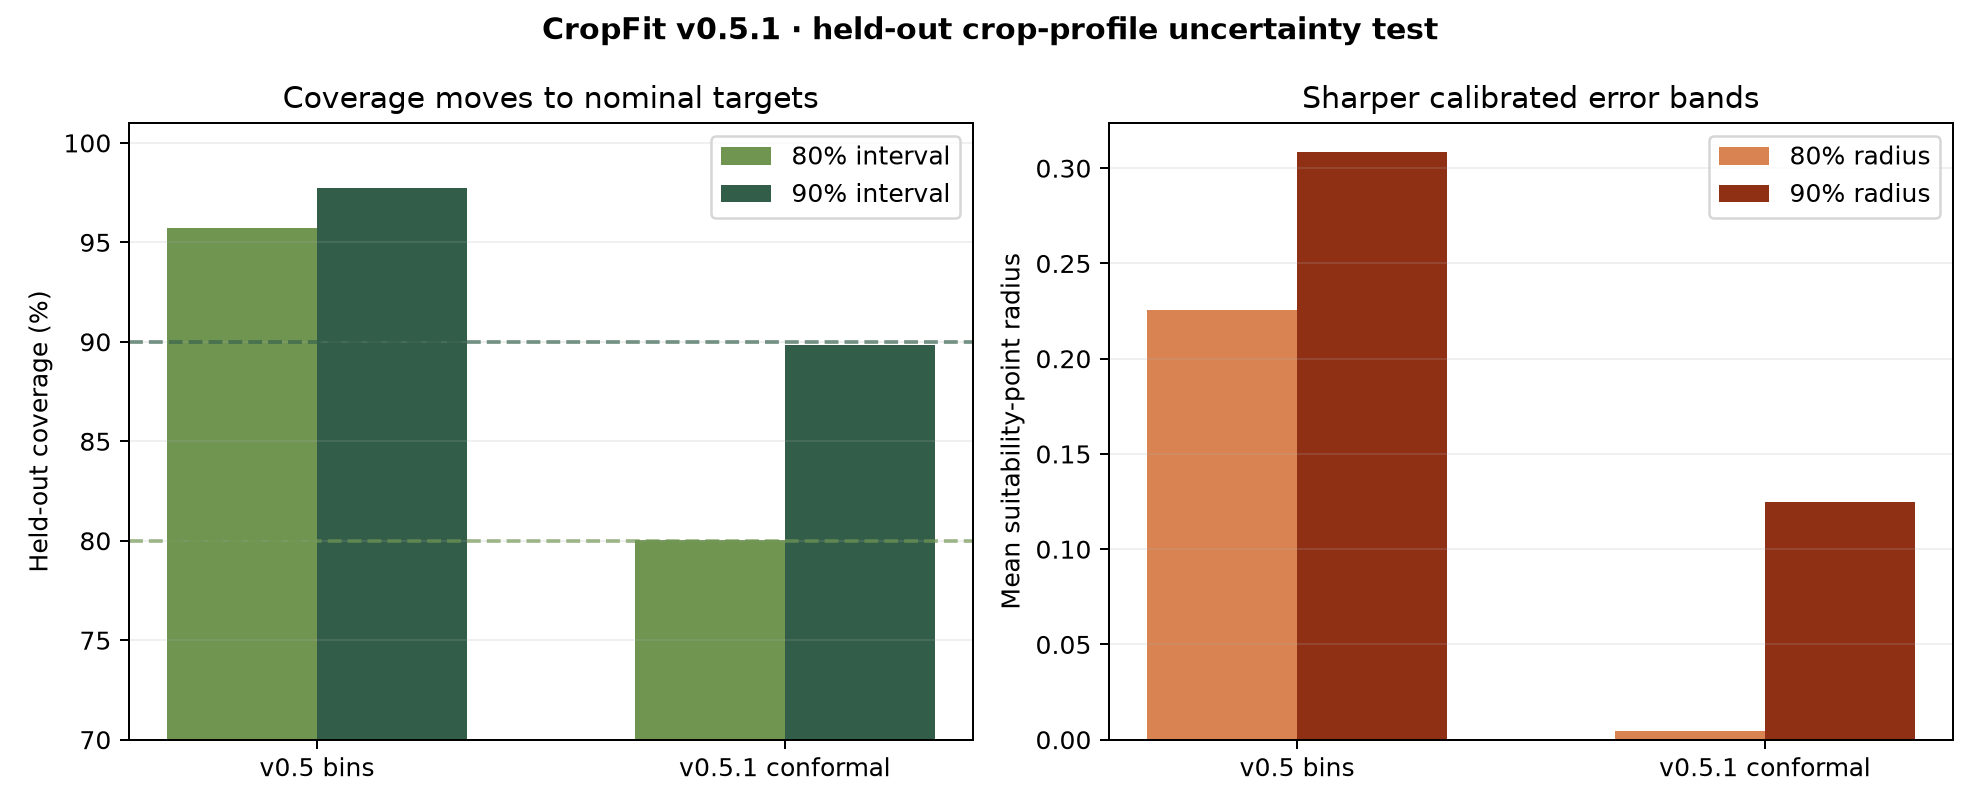 CropFit v0.5.1 · held-out crop-profile uncertainty test
Coverage moves to nominal targets
Held-out coverage (%)
100
95
90
85
80
75
70
80% interval
90% interval
v0.5 bins
v0.5.1 conformal
Sharper calibrated error bands
Mean suitability-point radius
0.30
0.25
0.20
0.15
0.10
0.05
0.00
80% radius
90% radius
v0.5 bins
v0.5.1 conformal